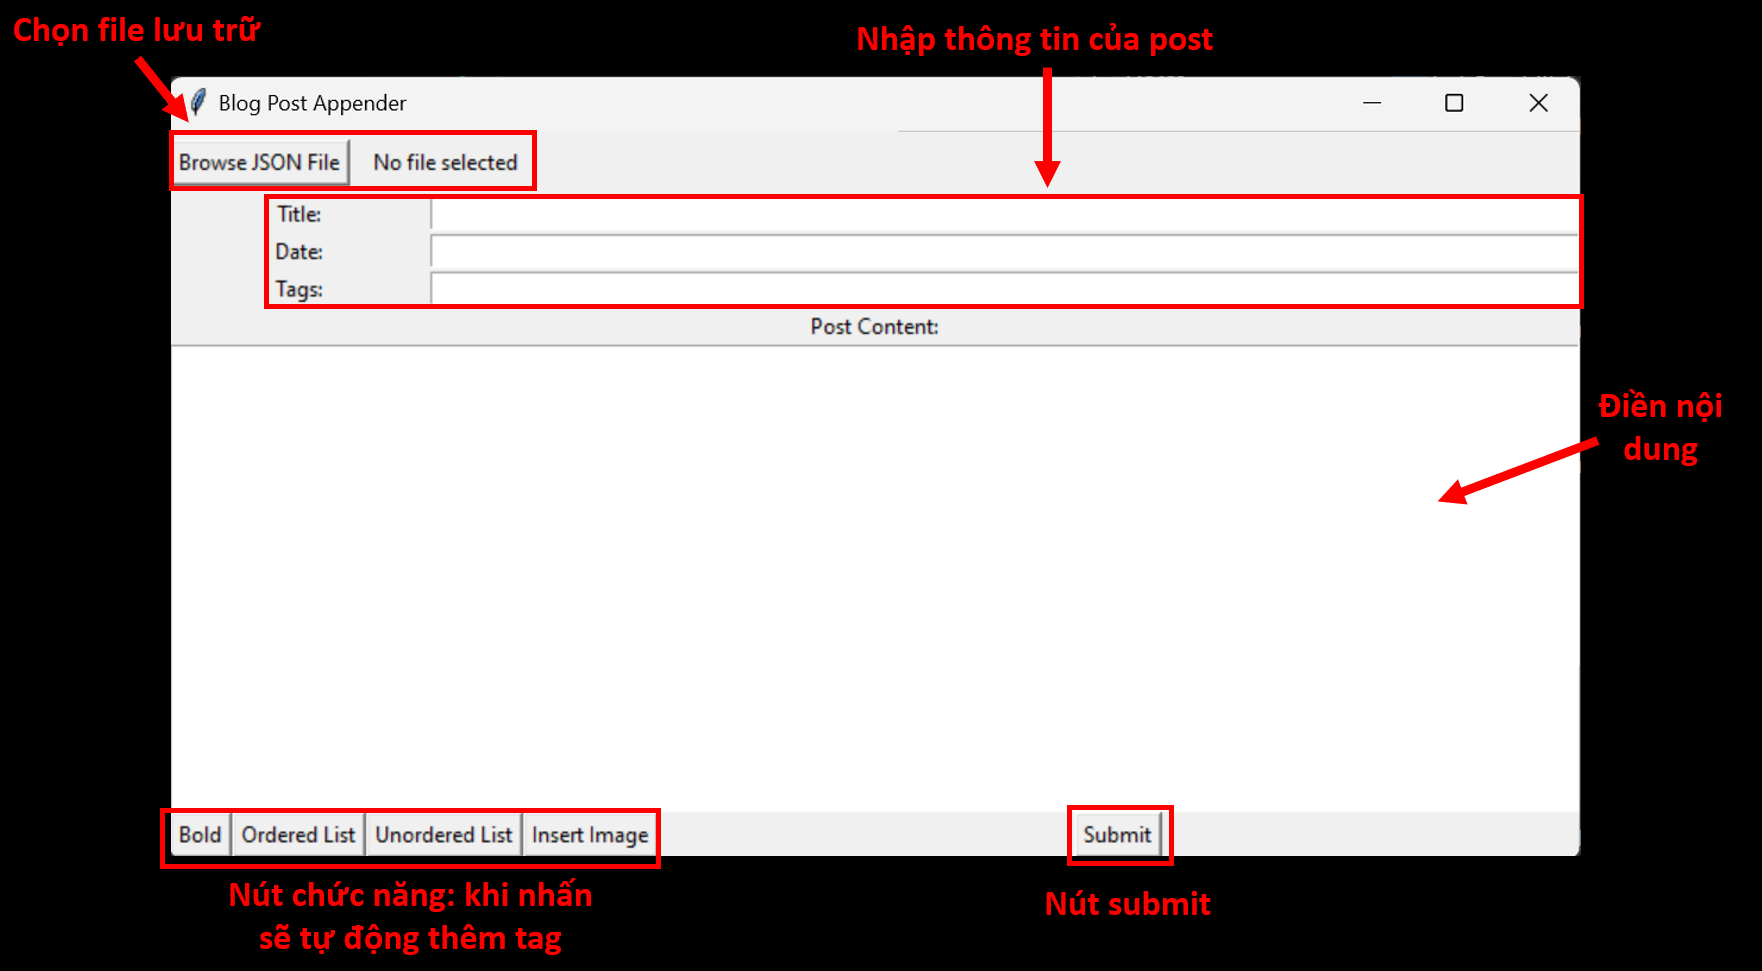 Chọn file lưu trữ
Nhập thông tin của post
Blog Post Appender
Browse JSON File No file selected
Title:
Date:
Tags:
Post Content:
Điền nội
dung
Bold Ordered List Unordered List Insert Image Submit
Nút chức năng: khi nhấn
sẽ tự động thêm tag
Nút submit